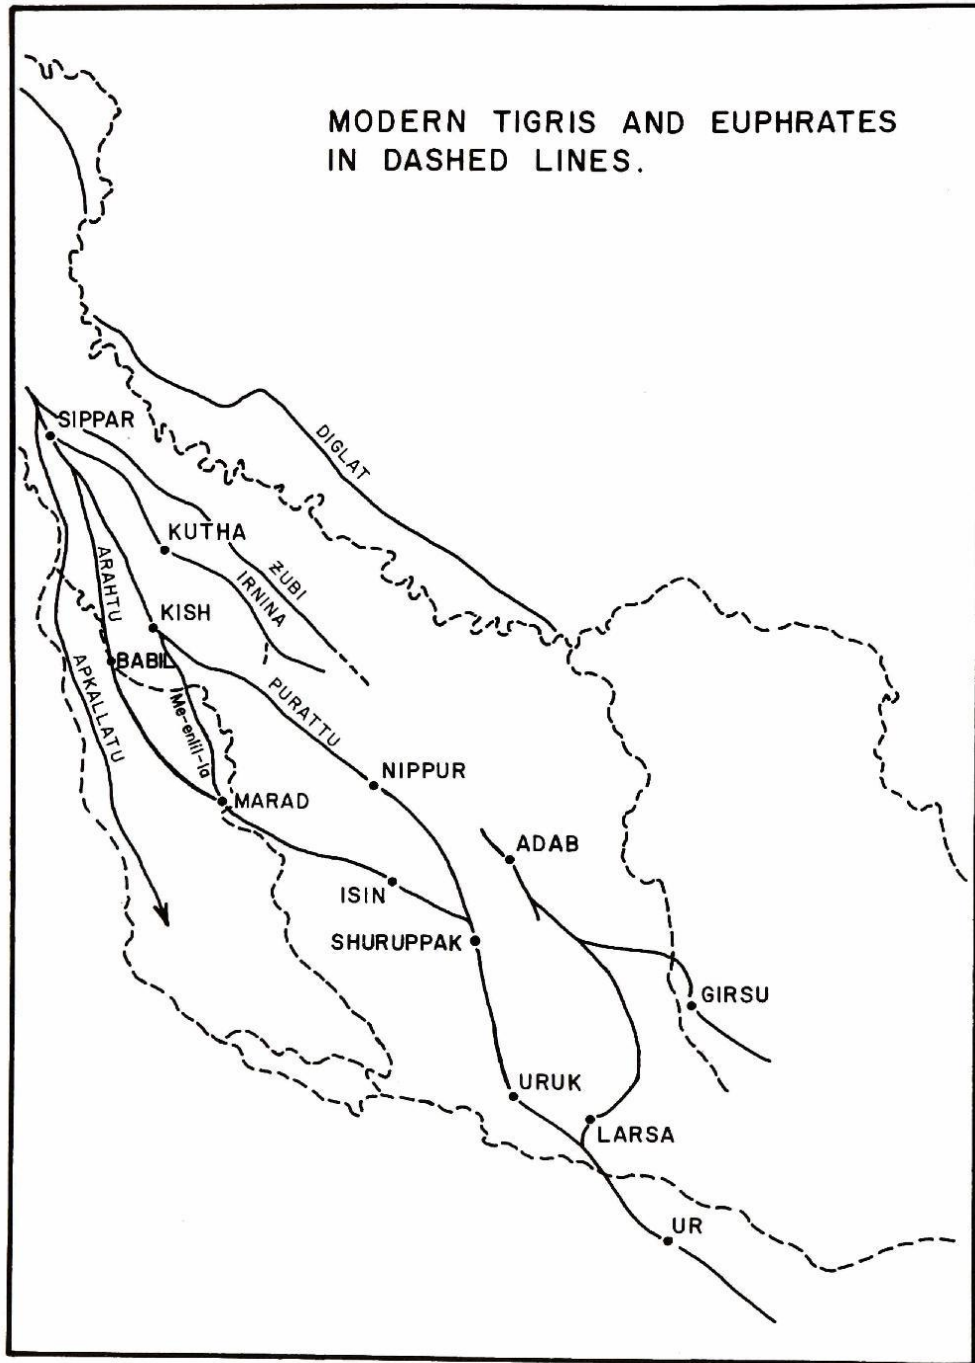 MODERN TIGRIS AND EUPHRATES
IN DASHED LINES.
SIPPAR
DIGLAT
KUTHA
ZUBI
IRNINA
ARAHTU
KISH
BABIL
APKALLATU
Me-enlil-la
PURATTU
NIPPUR
MARAD
ADAB
ISIN
SHURUPPAK
GIRSU
URUK
LARSA
UR